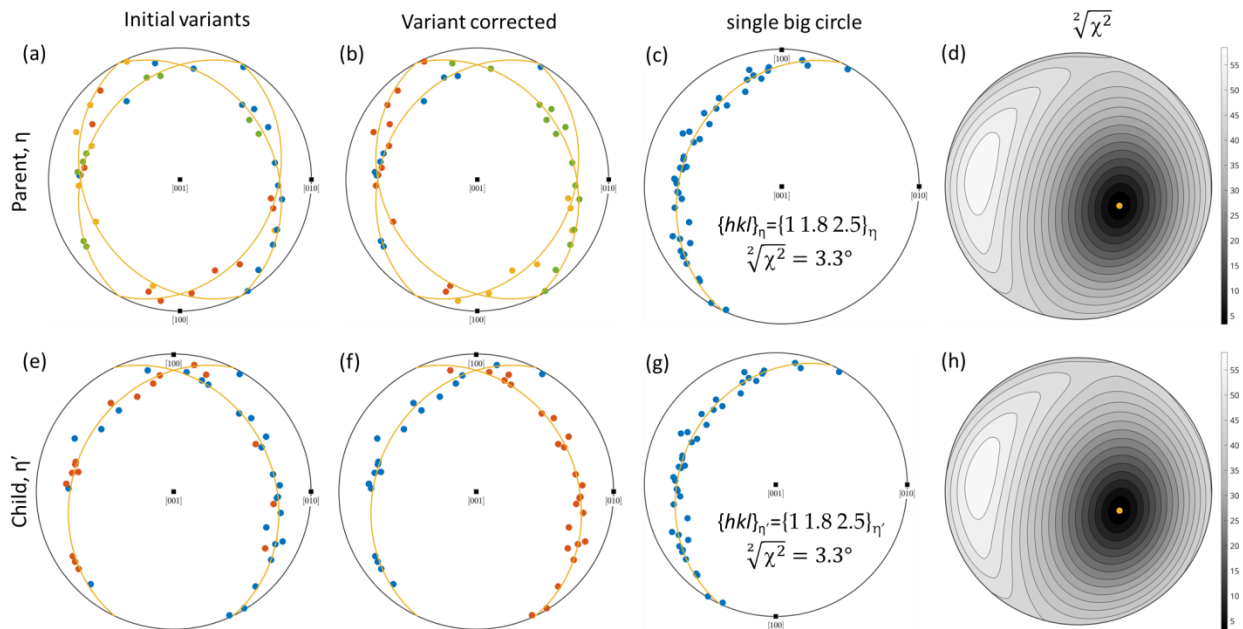 Initial variants
Variant corrected
single big circle
²√χ²
Parent, η
(a)
[001]
[010]
[100]
(b)
[001]
[010]
[100]
(c)
[100]
[001]
[010]
{hkl}η={1 1.8 2.5}η
²√χ² = 3.3°
(d)
55
50
45
40
35
30
25
20
15
10
5
Child, η′
(e)
[100]
[001]
[010]
(f)
[100]
[001]
[010]
(g)
[001]
[010]
{hkl}η′={1 1.8 2.5}η′
²√χ² = 3.3°
[100]
(h)
55
50
45
40
35
30
25
20
15
10
5